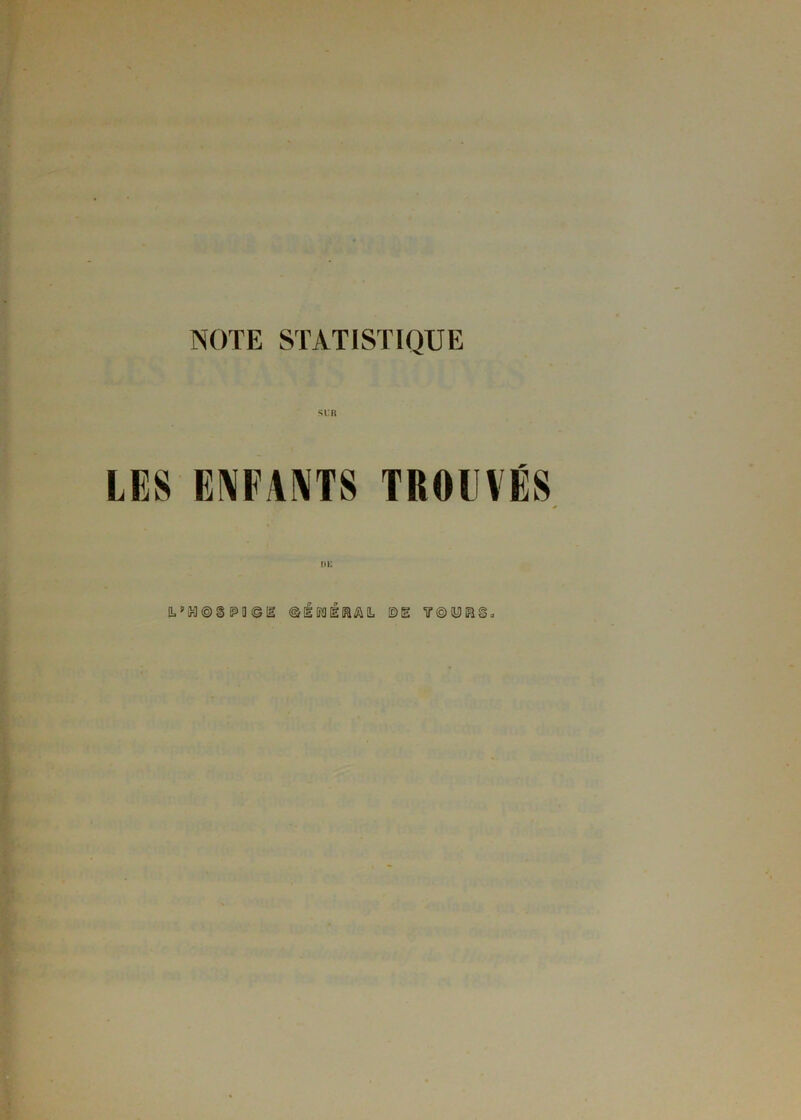 NOTE STATISTIQUE
SUR
LES ENFANTS TROUVÉS
DE
L'HOSPICE GÉNÉRAL DE TOURS.